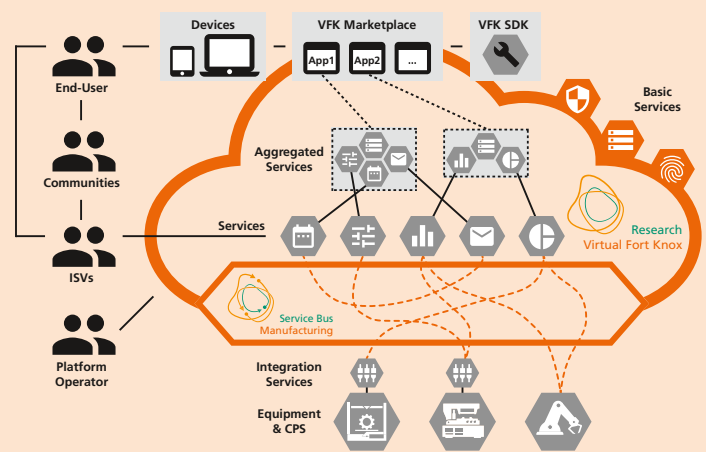 Devices
VFK Marketplace
VFK SDK
App1
App2
...
End-User
Basic
Services
Aggregated
Services
Communities
Services
Research
Virtual Fort Knox
ISVs
Service Bus
Manufacturing
Platform
Operator
Integration
Services
Equipment
& CPS